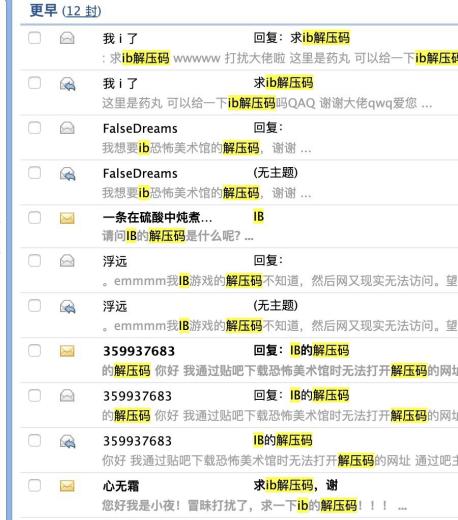 更早 (12 封)
我 i 了 回复：求ib解压码
: 求ib解压码 wwwww 打扰大佬啦 这里是药丸 可以给一下ib解压码
我 i 了 求ib解压码
这里是药丸 可以给一下ib解压码吗QAQ 谢谢大佬qwq爱您 ...
FalseDreams 回复：
我想要ib恐怖美术馆的解压码，谢谢 ...
FalseDreams (无主题)
我想要ib恐怖美术馆的解压码，谢谢 ...
一条在硫酸中炖煮... IB
请问IB的解压码是什么呢? ...
浮远 回复：
。emmmm我IB游戏的解压码不知道，然后网又现实无法访问。望
浮远 (无主题)
。emmmm我IB游戏的解压码不知道，然后网又现实无法访问。望
359937683 回复：IB的解压码
的解压码 你好 我通过贴吧下载恐怖美术馆时无法打开解压码的网址
359937683 回复：IB的解压码
的解压码 你好 我通过贴吧下载恐怖美术馆时无法打开解压码的网址
359937683 IB的解压码
你好 我通过贴吧下载恐怖美术馆时无法打开解压码的网址 通过吧主
心无霜 求ib解压码，谢
您好我是小夜！冒昧打扰了，求一下ib的解压码！！！ ...